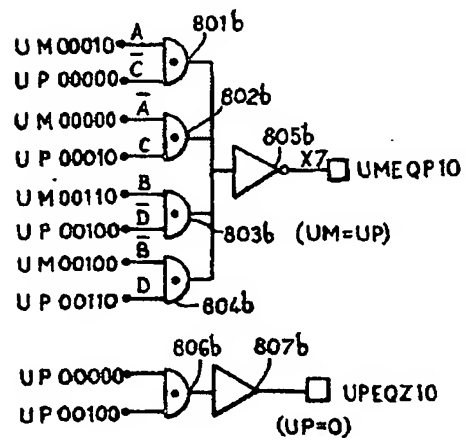 801b
UM00010 A
UP00000 C̅
802b
UM00000 A̅
UP00010 C
805b
X7 UMEQP10
UM00110 B
UP00100 D̅
803b (UM=UP)
UM00100 B̅
UP00110 D
804b
806b 807b
UP00000
UP00100
UPEQZ10
(UP=0)